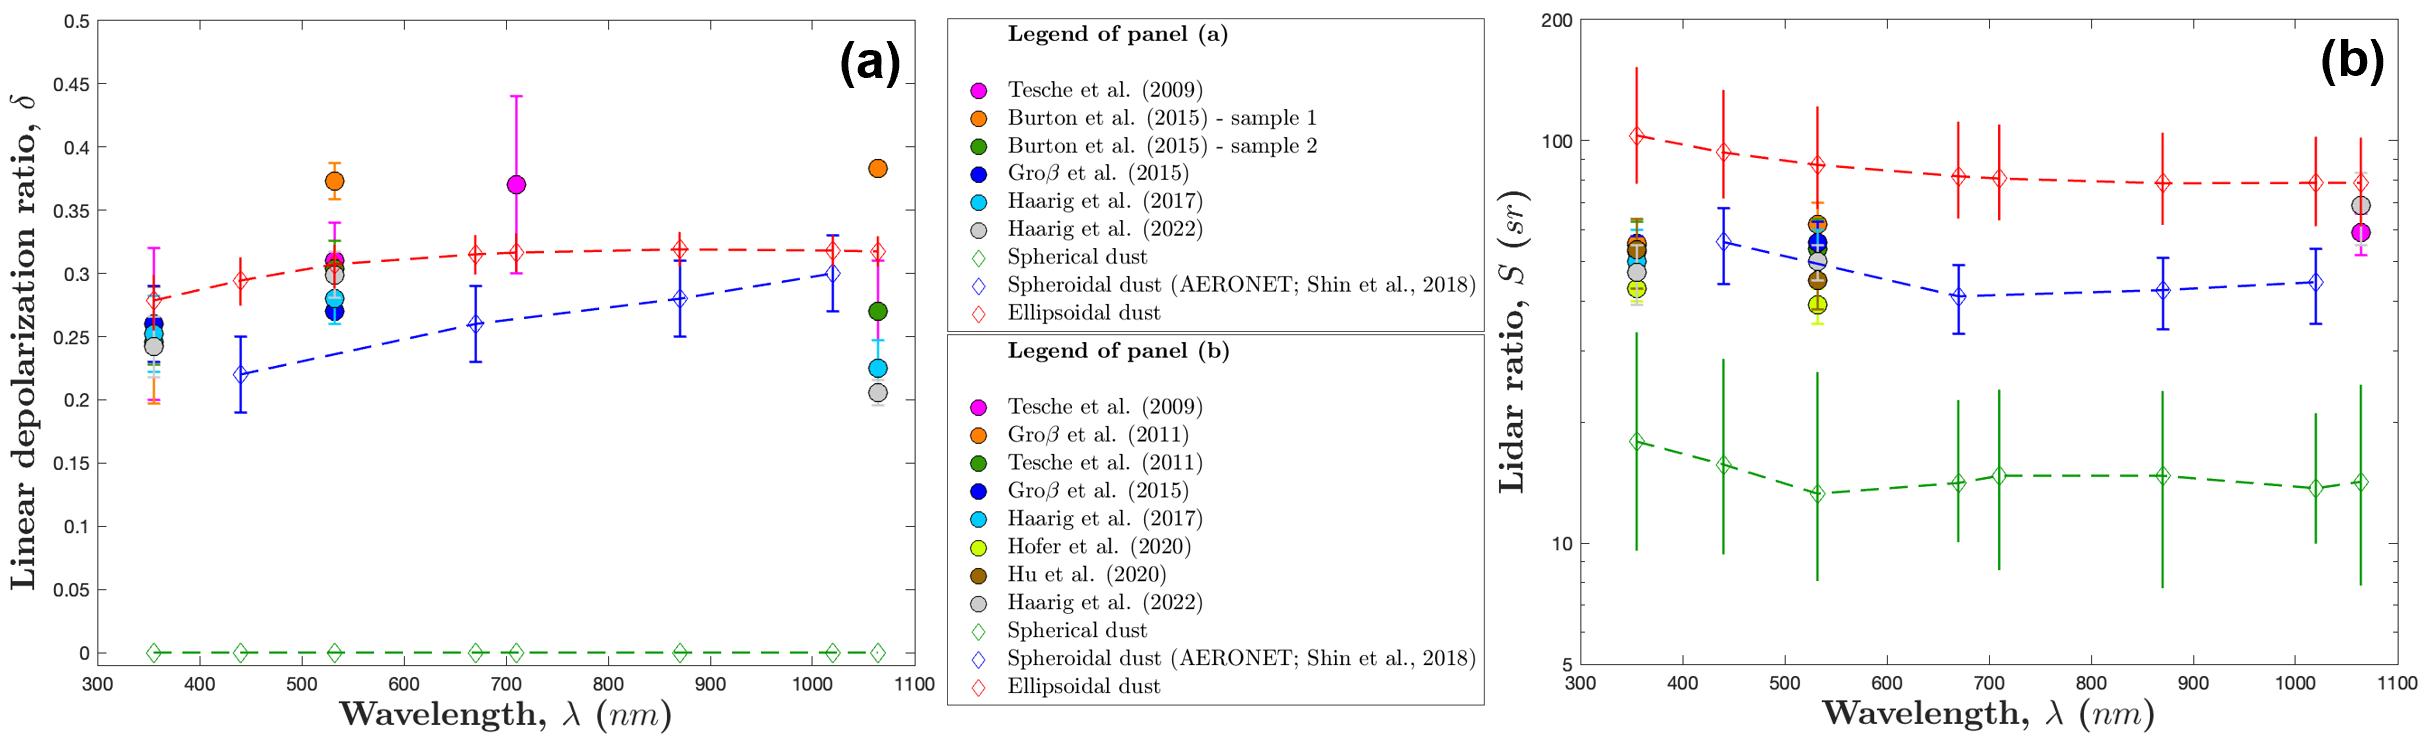 (a)
Linear depolarization ratio, δ
0.5
0.45
0.4
0.35
0.3
0.25
0.2
0.15
0.1
0.05
0
300 400 500 600 700 800 900 1000 1100
Wavelength, λ (nm)
Legend of panel (a)
Tesche et al. (2009)
Burton et al. (2015) - sample 1
Burton et al. (2015) - sample 2
Groβ et al. (2015)
Haarig et al. (2017)
Haarig et al. (2022)
Spherical dust
Spheroidal dust (AERONET; Shin et al., 2018)
Ellipsoidal dust
Legend of panel (b)
Tesche et al. (2009)
Groβ et al. (2011)
Tesche et al. (2011)
Groβ et al. (2015)
Haarig et al. (2017)
Hofer et al. (2020)
Hu et al. (2020)
Haarig et al. (2022)
Spherical dust
Spheroidal dust (AERONET; Shin et al., 2018)
Ellipsoidal dust
(b)
Lidar ratio, S (sr)
200
100
10
5
300 400 500 600 700 800 900 1000 1100
Wavelength, λ (nm)